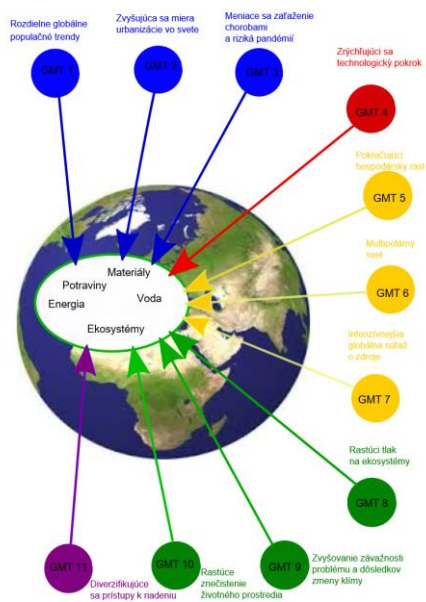 Rozdielne globálne
populačné trendy
GMT 1
Zvyšujúca sa miera
urbanizácie vo svete
GMT 2
Meniace sa zaťaženie
chorobami
a riziká pandémií
GMT 3
Zrýchľujúci sa
technologický pokrok
GMT 4
Pokračujúci
hospodársky rast
GMT 5
Multipolárny
svet
GMT 6
Intenzívnejšia
globálna súťaž
o zdroje
GMT 7
Materiály
Potraviny
Energia
Voda
Ekosystémy
Rastúci tlak
na ekosystémy
GMT 8
Zvyšovanie závažnosti
problému a dôsledkov
zmeny klímy
GMT 9
GMT 10
Rastúce
znečistenie
životného prostredia
GMT 11
Diverzifikujúce
sa prístupy k riadeniu